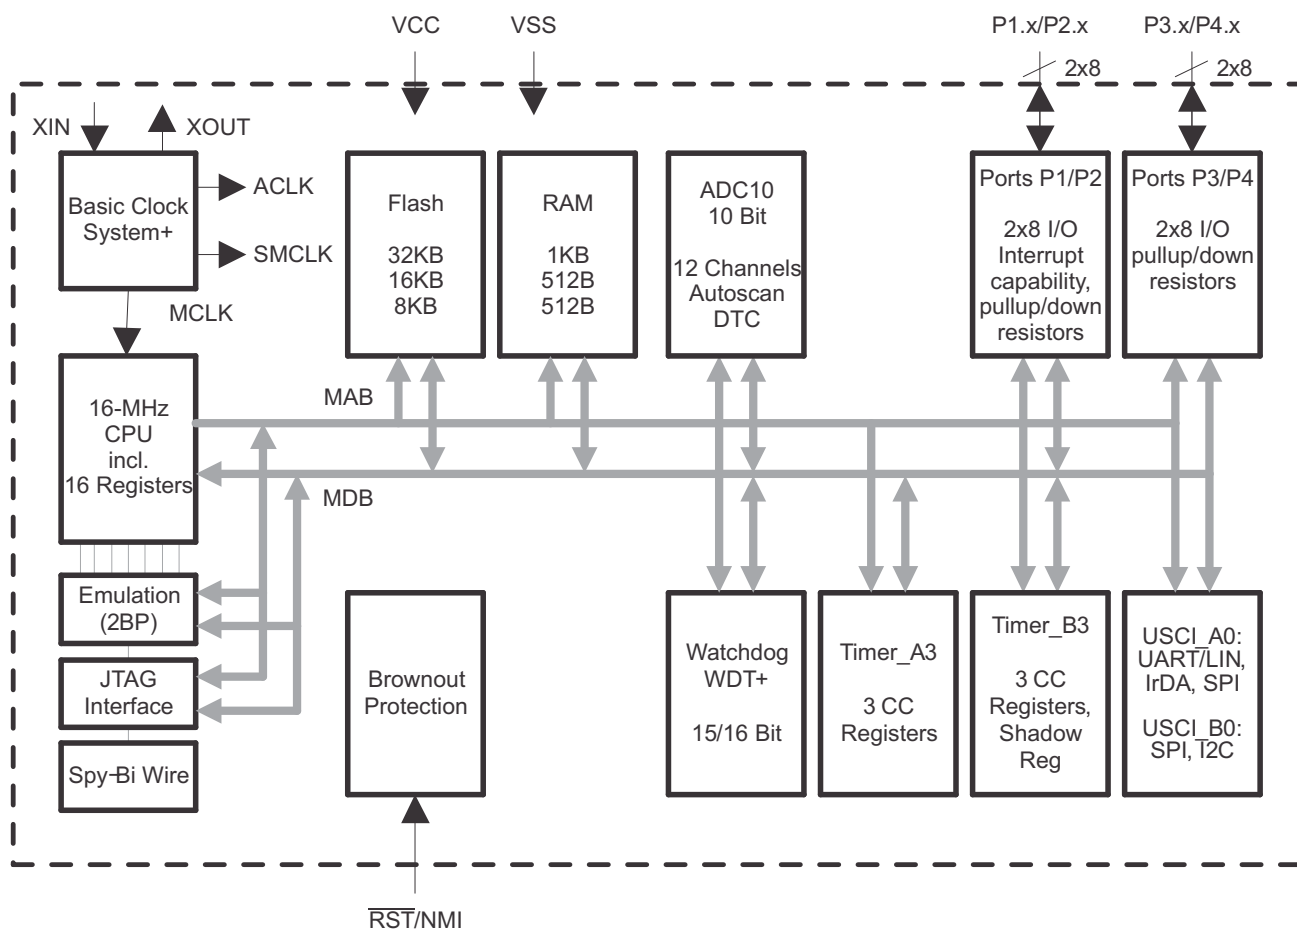 VCC
VSS
P1.x/P2.x
P3.x/P4.x
2x8
2x8
XIN
XOUT
Basic Clock
System+
ACLK
SMCLK
MCLK
Flash
32KB
16KB
8KB
RAM
1KB
512B
512B
ADC10
10 Bit
12 Channels
Autoscan
DTC
Ports P1/P2
2x8 I/O
Interrupt
capability,
pullup/down
resistors
Ports P3/P4
2x8 I/O
pullup/down
resistors
16-MHz
CPU
incl.
16 Registers
MAB
MDB
Emulation
(2BP)
JTAG
Interface
Spy-Bi Wire
Brownout
Protection
Watchdog
WDT+
15/16 Bit
Timer_A3
3 CC
Registers
Timer_B3
3 CC
Registers,
Shadow
Reg
USCI_A0:
UART/LIN,
IrDA, SPI
USCI_B0:
SPI, I2C
RST/NMI